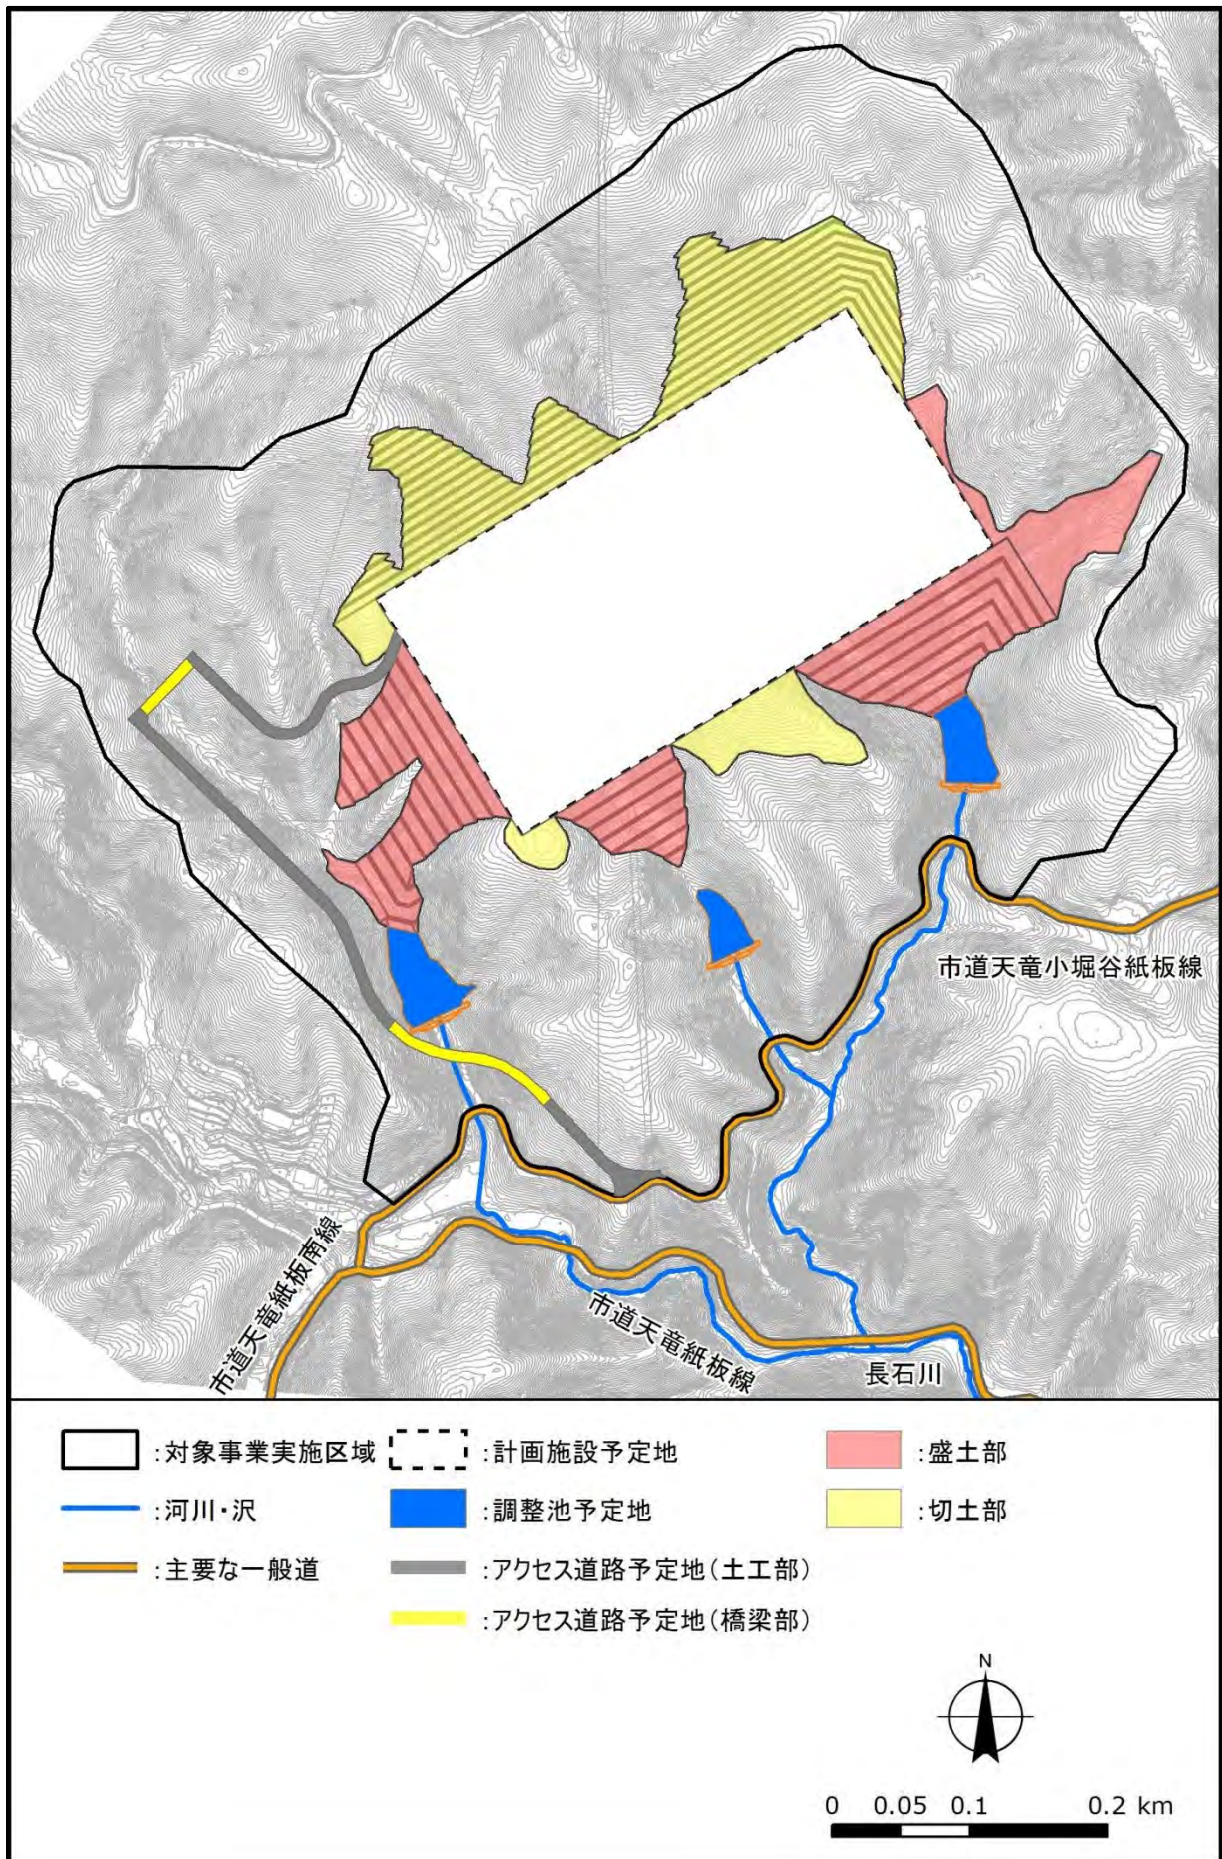 市道天竜小堀谷紙板線
市道天竜紙板南線
市道天竜紙板線
長石川
:対象事業実施区域
:計画施設予定地
:盛土部
:河川・沢
:調整池予定地
:切土部
:主要な一般道
:アクセス道路予定地(土工部)
:アクセス道路予定地(橋梁部)
N
0 0.05 0.1 0.2 km